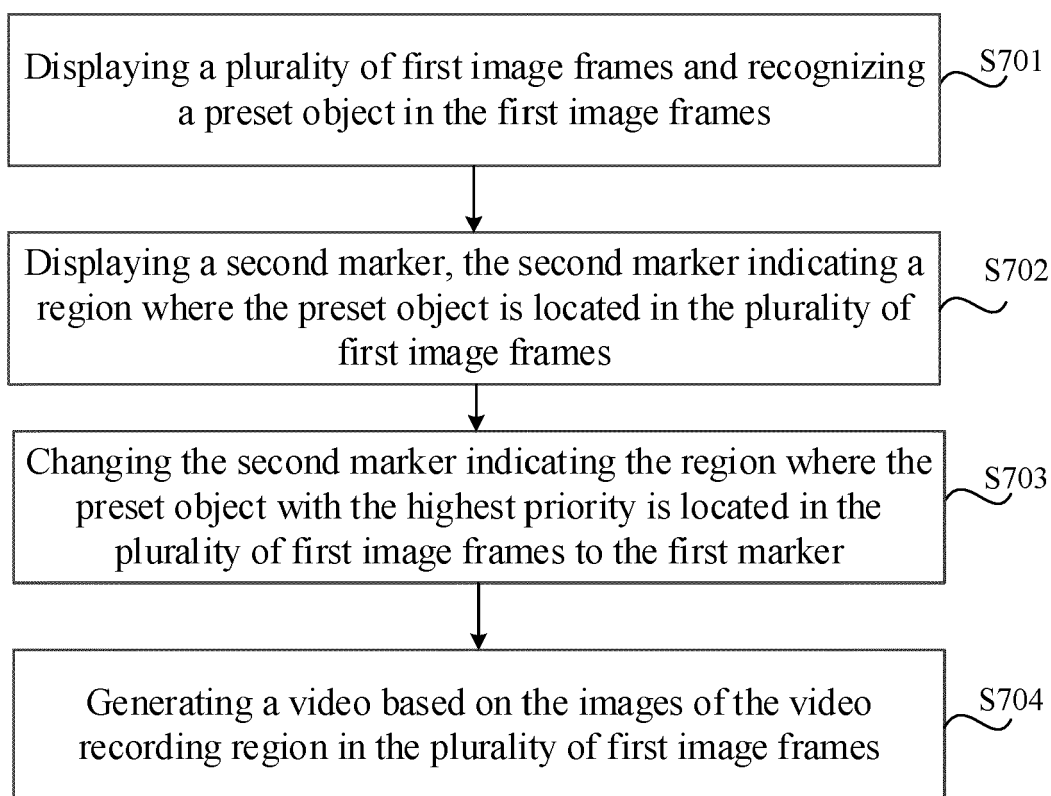 Displaying a plurality of first image frames and recognizing
a preset object in the first image frames
S701
Displaying a second marker, the second marker indicating a
region where the preset object is located in the plurality of
first image frames
S702
Changing the second marker indicating the region where the
preset object with the highest priority is located in the
plurality of first image frames to the first marker
S703
Generating a video based on the images of the video
recording region in the plurality of first image frames
S704